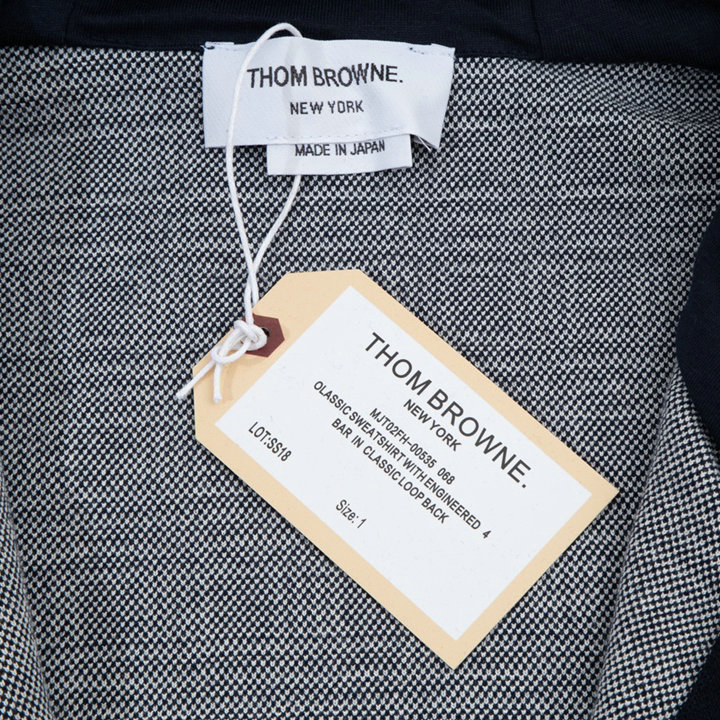 THOM BROWNE.
NEW YORK
MADE IN JAPAN
THOM BROWNE.
NEW YORK
MJT02FH-00535 068
OLASSIC SWEATSHIRT WITH ENGINEERED 4
BAR IN CLASSIC LOOP BACK
LOT:SS18
Size: 1